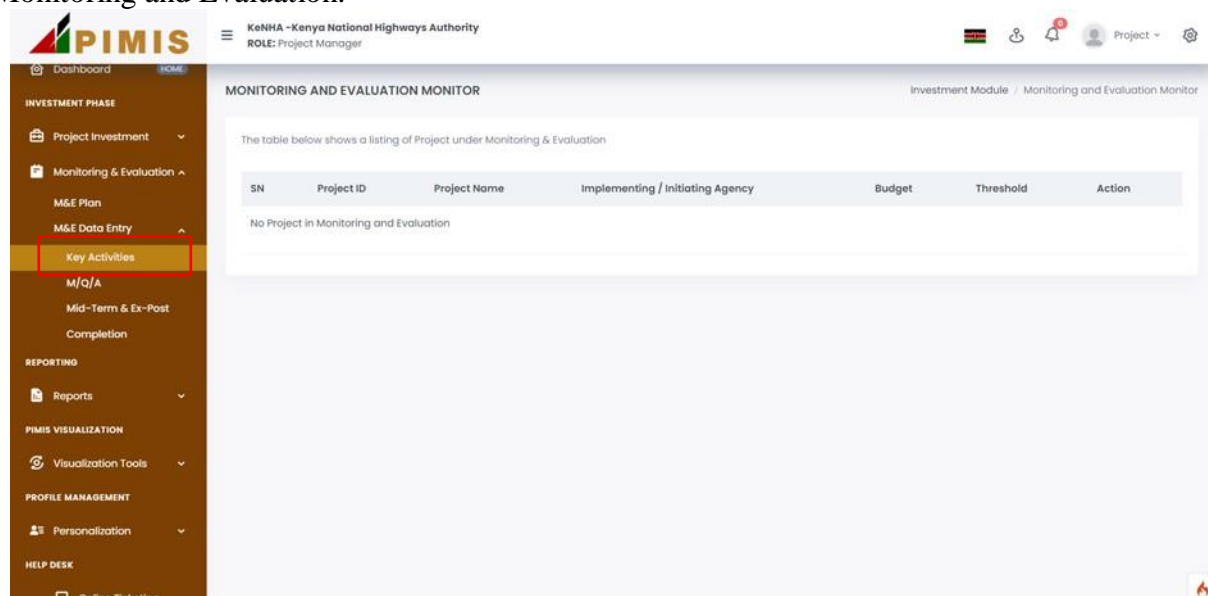 Monitoring and Evaluation.
PIMIS
KeNHA -Kenya National Highways Authority
ROLE: Project Manager
0
Project
Dashboard
HOME
INVESTMENT PHASE
Project Investment
Monitoring & Evaluation
M&E Plan
M&E Data Entry
Key Activities
M/Q/A
Mid-Term & Ex-Post
Completion
REPORTING
Reports
PIMIS VISUALIZATION
Visualization Tools
PROFILE MANAGEMENT
Personalization
HELP DESK
MONITORING AND EVALUATION MONITOR
Investment Module / Monitoring and Evaluation Monitor
The table below shows a listing of Project under Monitoring & Evaluation
SN Project ID Project Name Implementing / Initiating Agency Budget Threshold Action
No Project in Monitoring and Evaluation